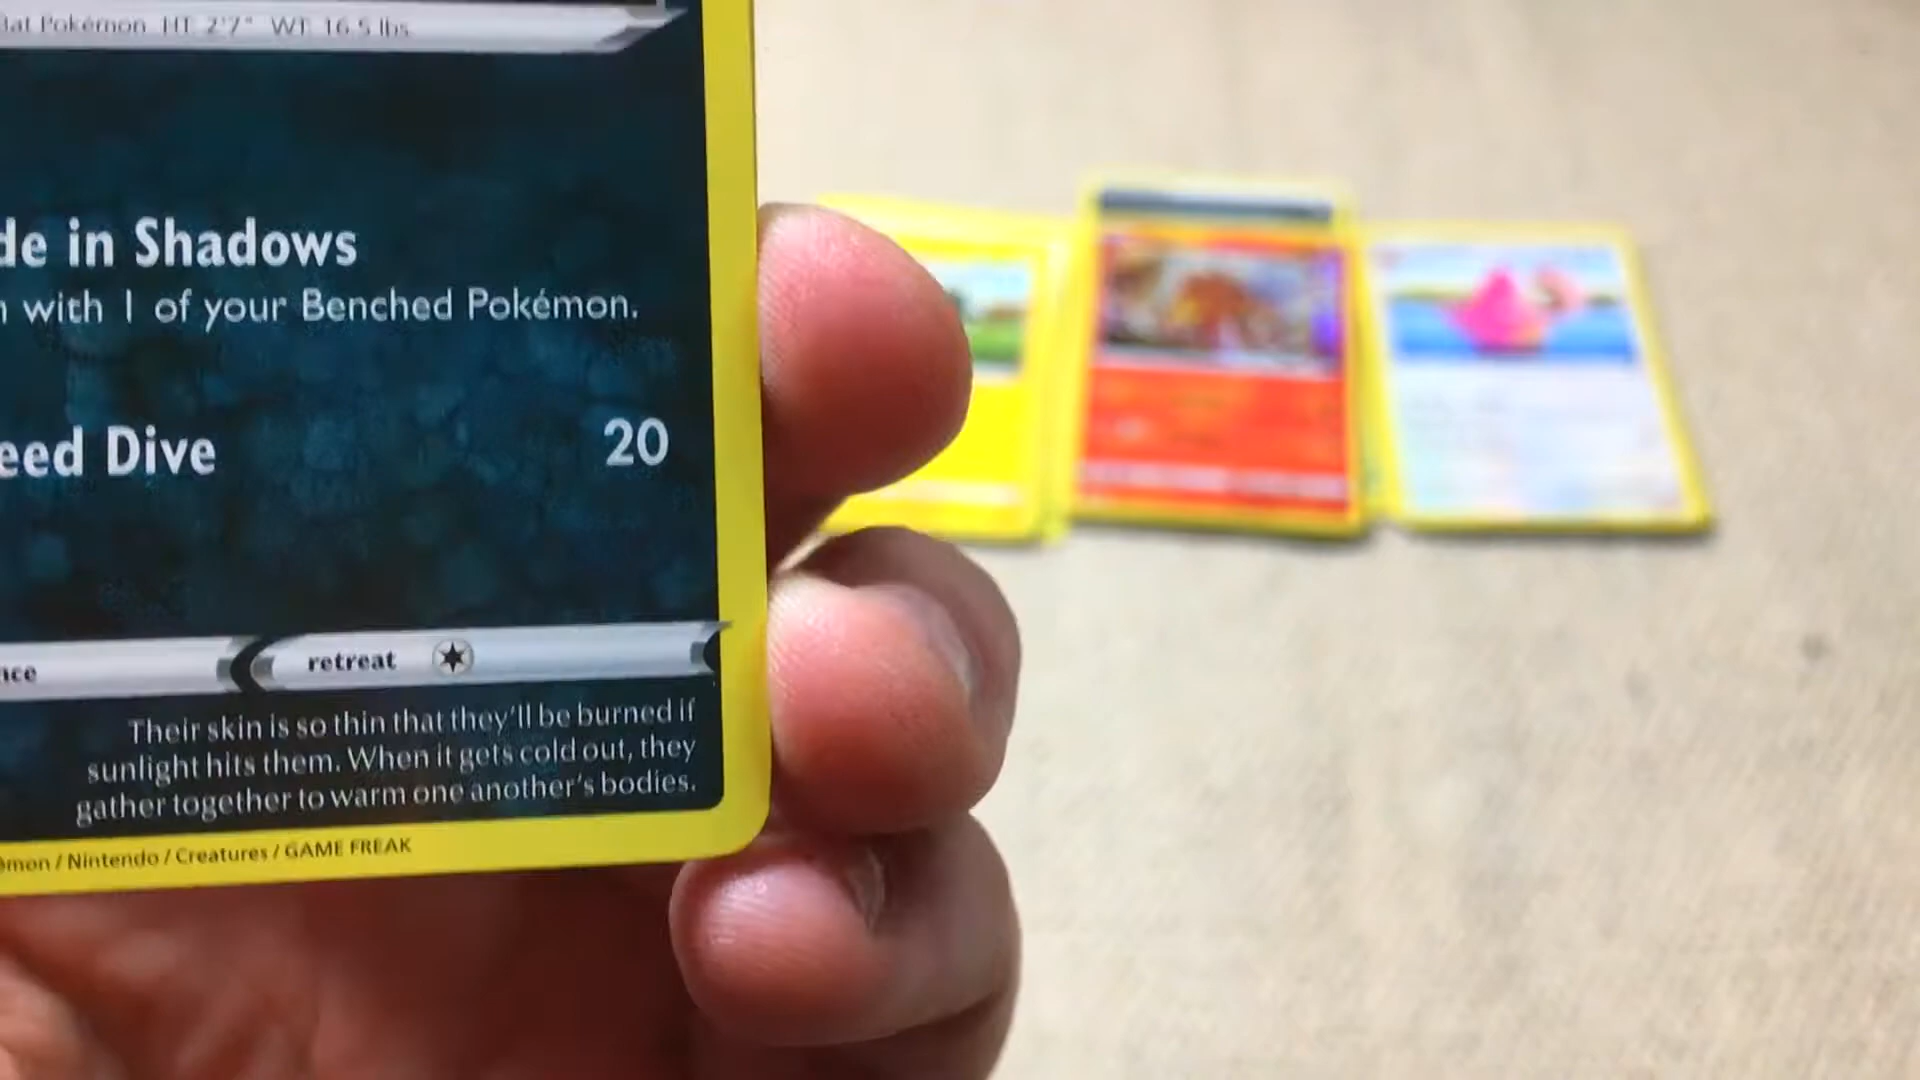 Bat Pokémon HT 2'7" WT 16.5 lbs.
de in Shadows
with 1 of your Benched Pokémon.
eed Dive 20
nce retreat
Their skin is so thin that they'll be burned if
sunlight hits them. When it gets cold out, they
gather together to warm one another's bodies.
émon / Nintendo / Creatures / GAME FREAK